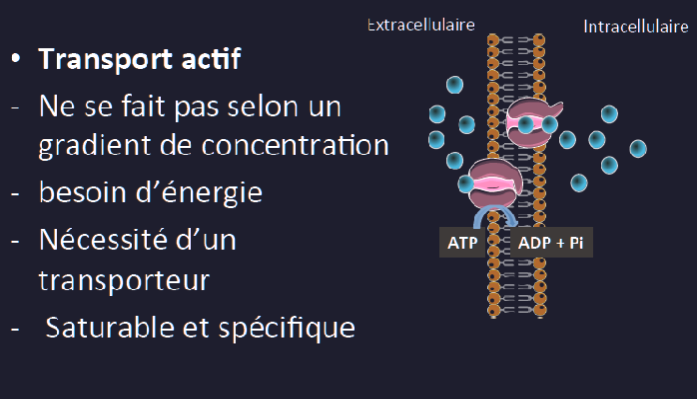 Extracellulaire
Intracellulaire
• Transport actif
- Ne se fait pas selon un
gradient de concentration
- besoin d’énergie
- Nécessité d’un
transporteur
- Saturable et spécifique
ATP
ADP + Pi